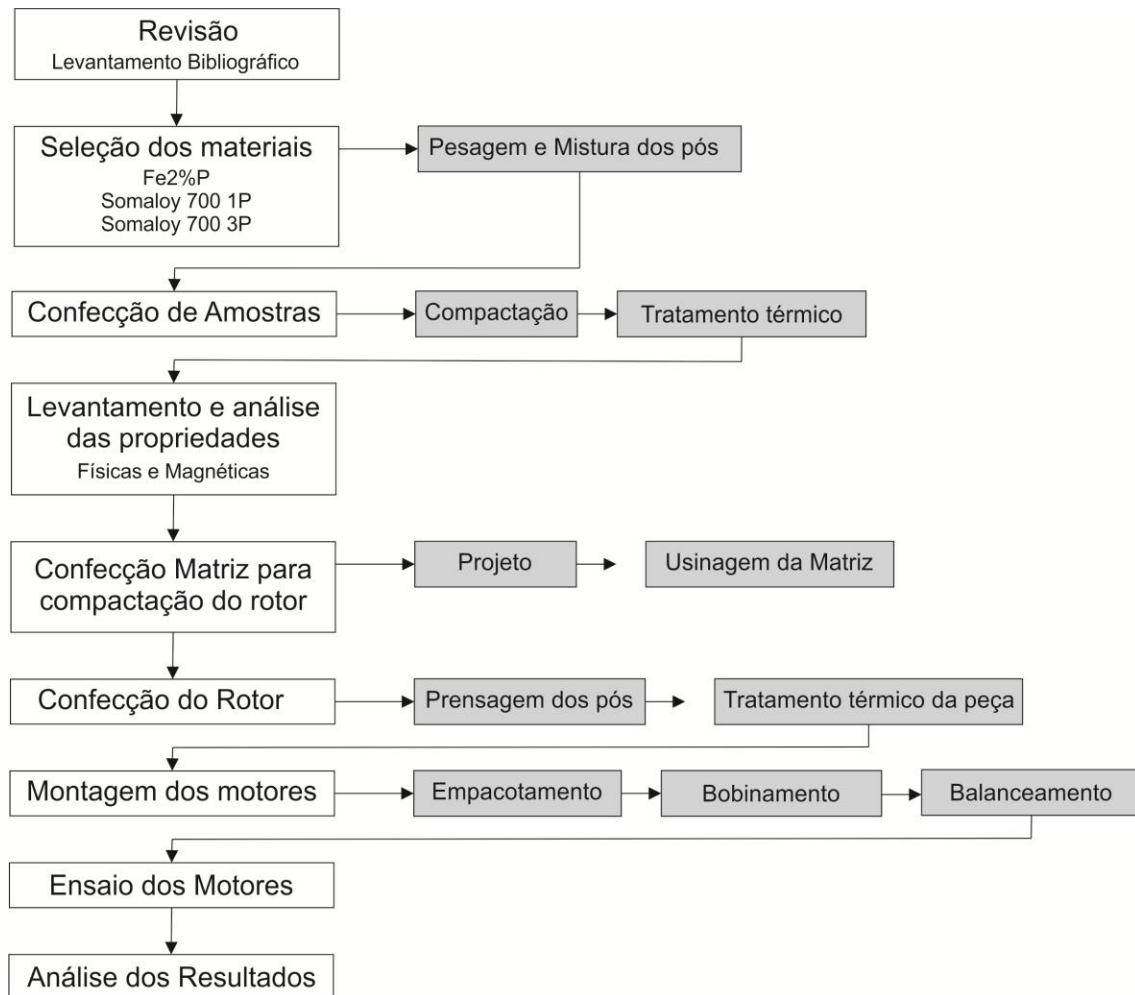 Revisão
Levantamento Bibliográfico
Seleção dos materiais
Fe2%P
Somaloy 700 1P
Somaloy 700 3P
Pesagem e Mistura dos pós
Confecção de Amostras
Compactação
Tratamento térmico
Levantamento e análise
das propriedades
Físicas e Magnéticas
Confecção Matriz para
compactação do rotor
Projeto
Usinagem da Matriz
Confecção do Rotor
Prensagem dos pós
Tratamento térmico da peça
Montagem dos motores
Empacotamento
Bobinamento
Balanceamento
Ensaio dos Motores
Análise dos Resultados